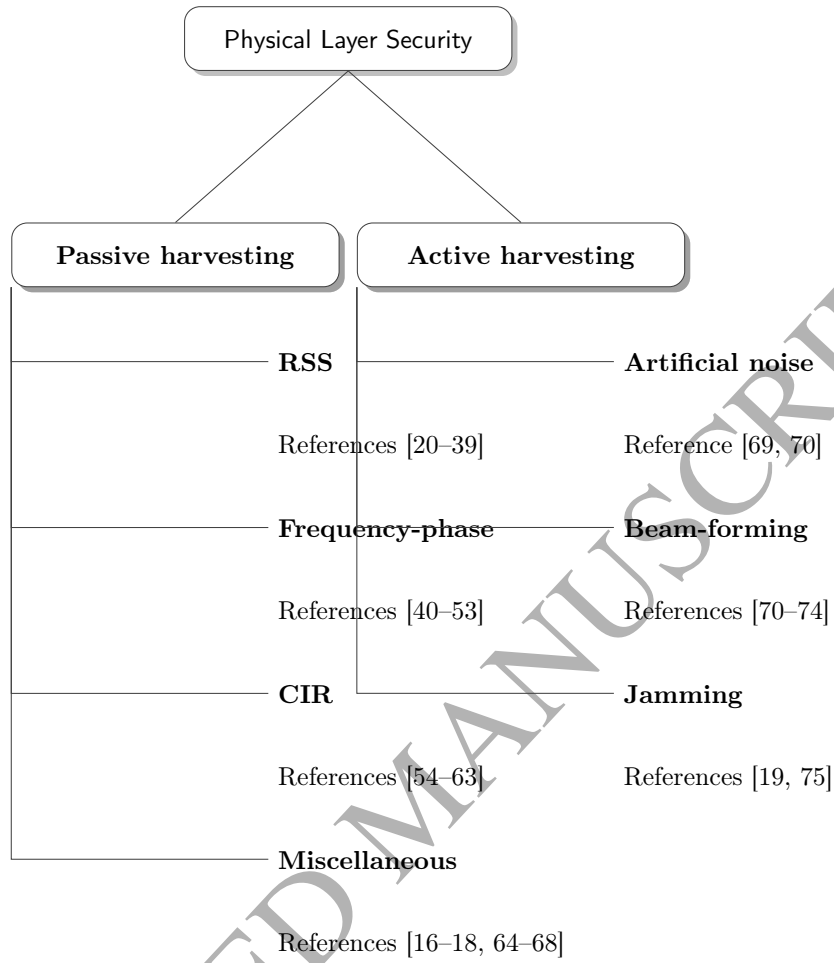 Physical Layer Security
Passive harvesting
Active harvesting
RSS
References [20–39]
Frequency-phase
References [40–53]
CIR
References [54–63]
Miscellaneous
References [16–18, 64–68]
Artificial noise
Reference [69, 70]
Beam-forming
References [70–74]
Jamming
References [19, 75]
ED MANUSCRI